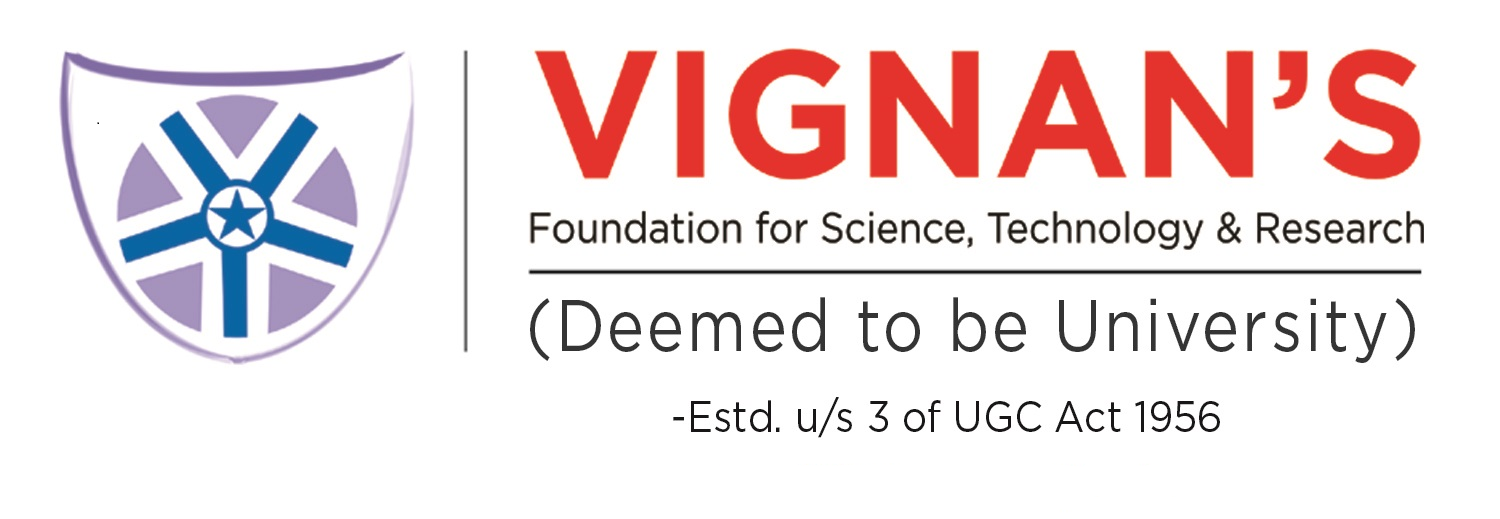 VIGNAN'S
Foundation for Science, Technology & Research
(Deemed to be University)
-Estd. u/s 3 of UGC Act 1956